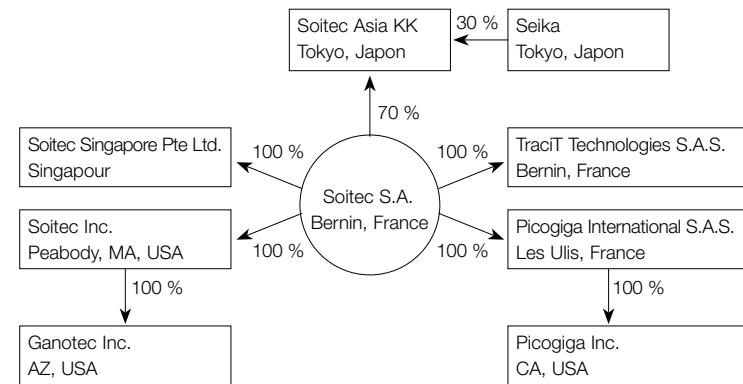 Soitec Asia KK
Tokyo, Japon
30 %
Seika
Tokyo, Japon
70 %
Soitec Singapore Pte Ltd.
Singapour
100 %
100 %
TraciT Technologies S.A.S.
Bernin, France
Soitec S.A.
Bernin, France
Soitec Inc.
Peabody, MA, USA
100 %
100 %
Picogiga International S.A.S.
Les Ulis, France
100 %
100 %
Ganotec Inc.
AZ, USA
Picogiga Inc.
CA, USA